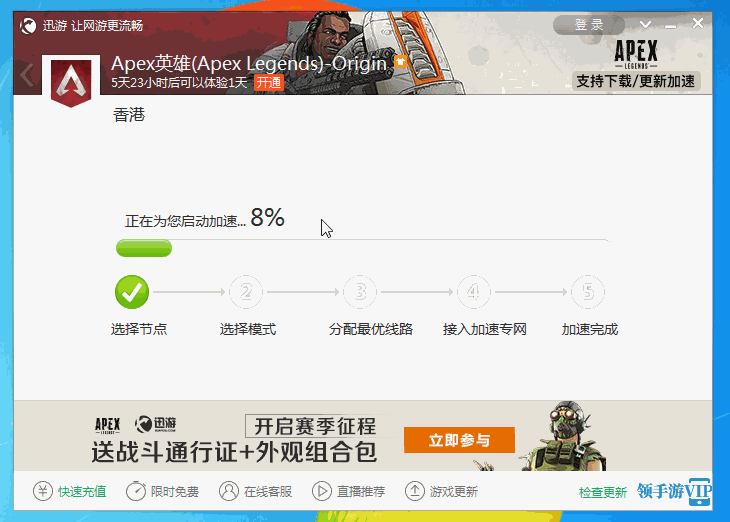 迅游 让网游更流畅
登录
Apex英雄(Apex Legends)-Origin
5天23小时后可以体验1天 开通
APEX
LEGENDS
支持下载/更新加速
香港
正在为您启动加速... 8%
2 3 4 5
选择节点 选择模式 分配最优线路 接入加速专网 加速完成
APEX
LEGENDS
迅游
开启赛季征程
送战斗通行证+外观组合包
立即参与
快速充值 限时免费 在线客服 直播推荐 游戏更新 检查更新 领手游VIP